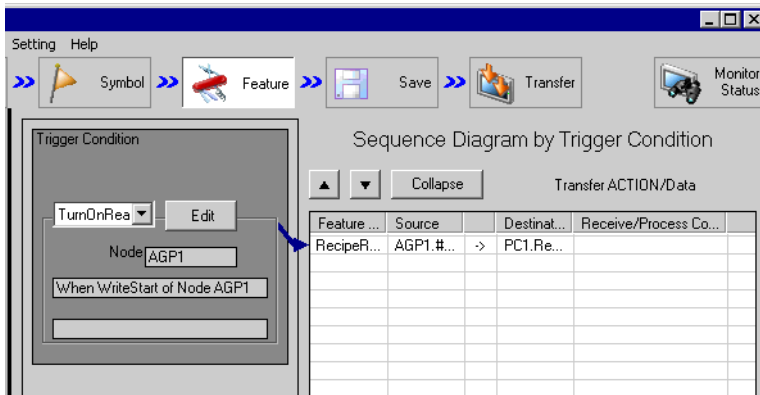 Setting Help
Symbol Feature Save Transfer Monitor Status
Trigger Condition
Sequence Diagram by Trigger Condition
Collapse Transfer ACTION/Data
TurnOnRea Edit
Feature ... Source Destinat... Receive/Process Co...
RecipeR... AGP1.#... -> PC1.Re...
Node AGP1
When WriteStart of Node AGP1